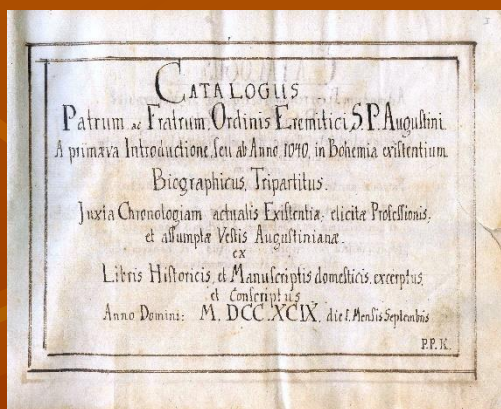 CATALOGUS
Patrum ac Fratrum Ordinis Eremitici S.P. Augustini.
A primæva Introductione, seu ab Anno 1040, in Bohemia existentium
Biographicus, Tripartitus.
Juxta Chronologiam actualis Existentiæ, elicitæ Professionis,
et assumptæ Vestis Augustinianæ.
ex
Libris Historicis, et Manuscriptis domesticis, excerptus,
et Conscriptus
Anno Domini: M. DCC. XCIX. die 1. Mensis Septembris
P.P.K.